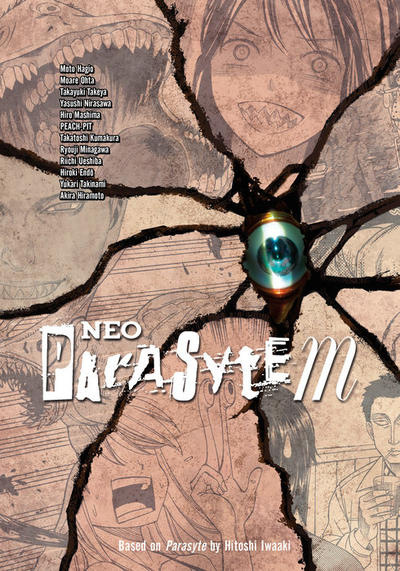 Moto Hagio
Moare Ohta
Takayuki Takeya
Yasushi Nirasawa
Hiro Mashima
PEACH-PIT
Takatoshi Kumakura
Ryouji Minagawa
Riichi Ueshiba
Hiroki Endo
Yukari Takinami
Akira Hiramoto
NEO
PARASYTE m
Based on Parasyte by Hitoshi Iwaaki